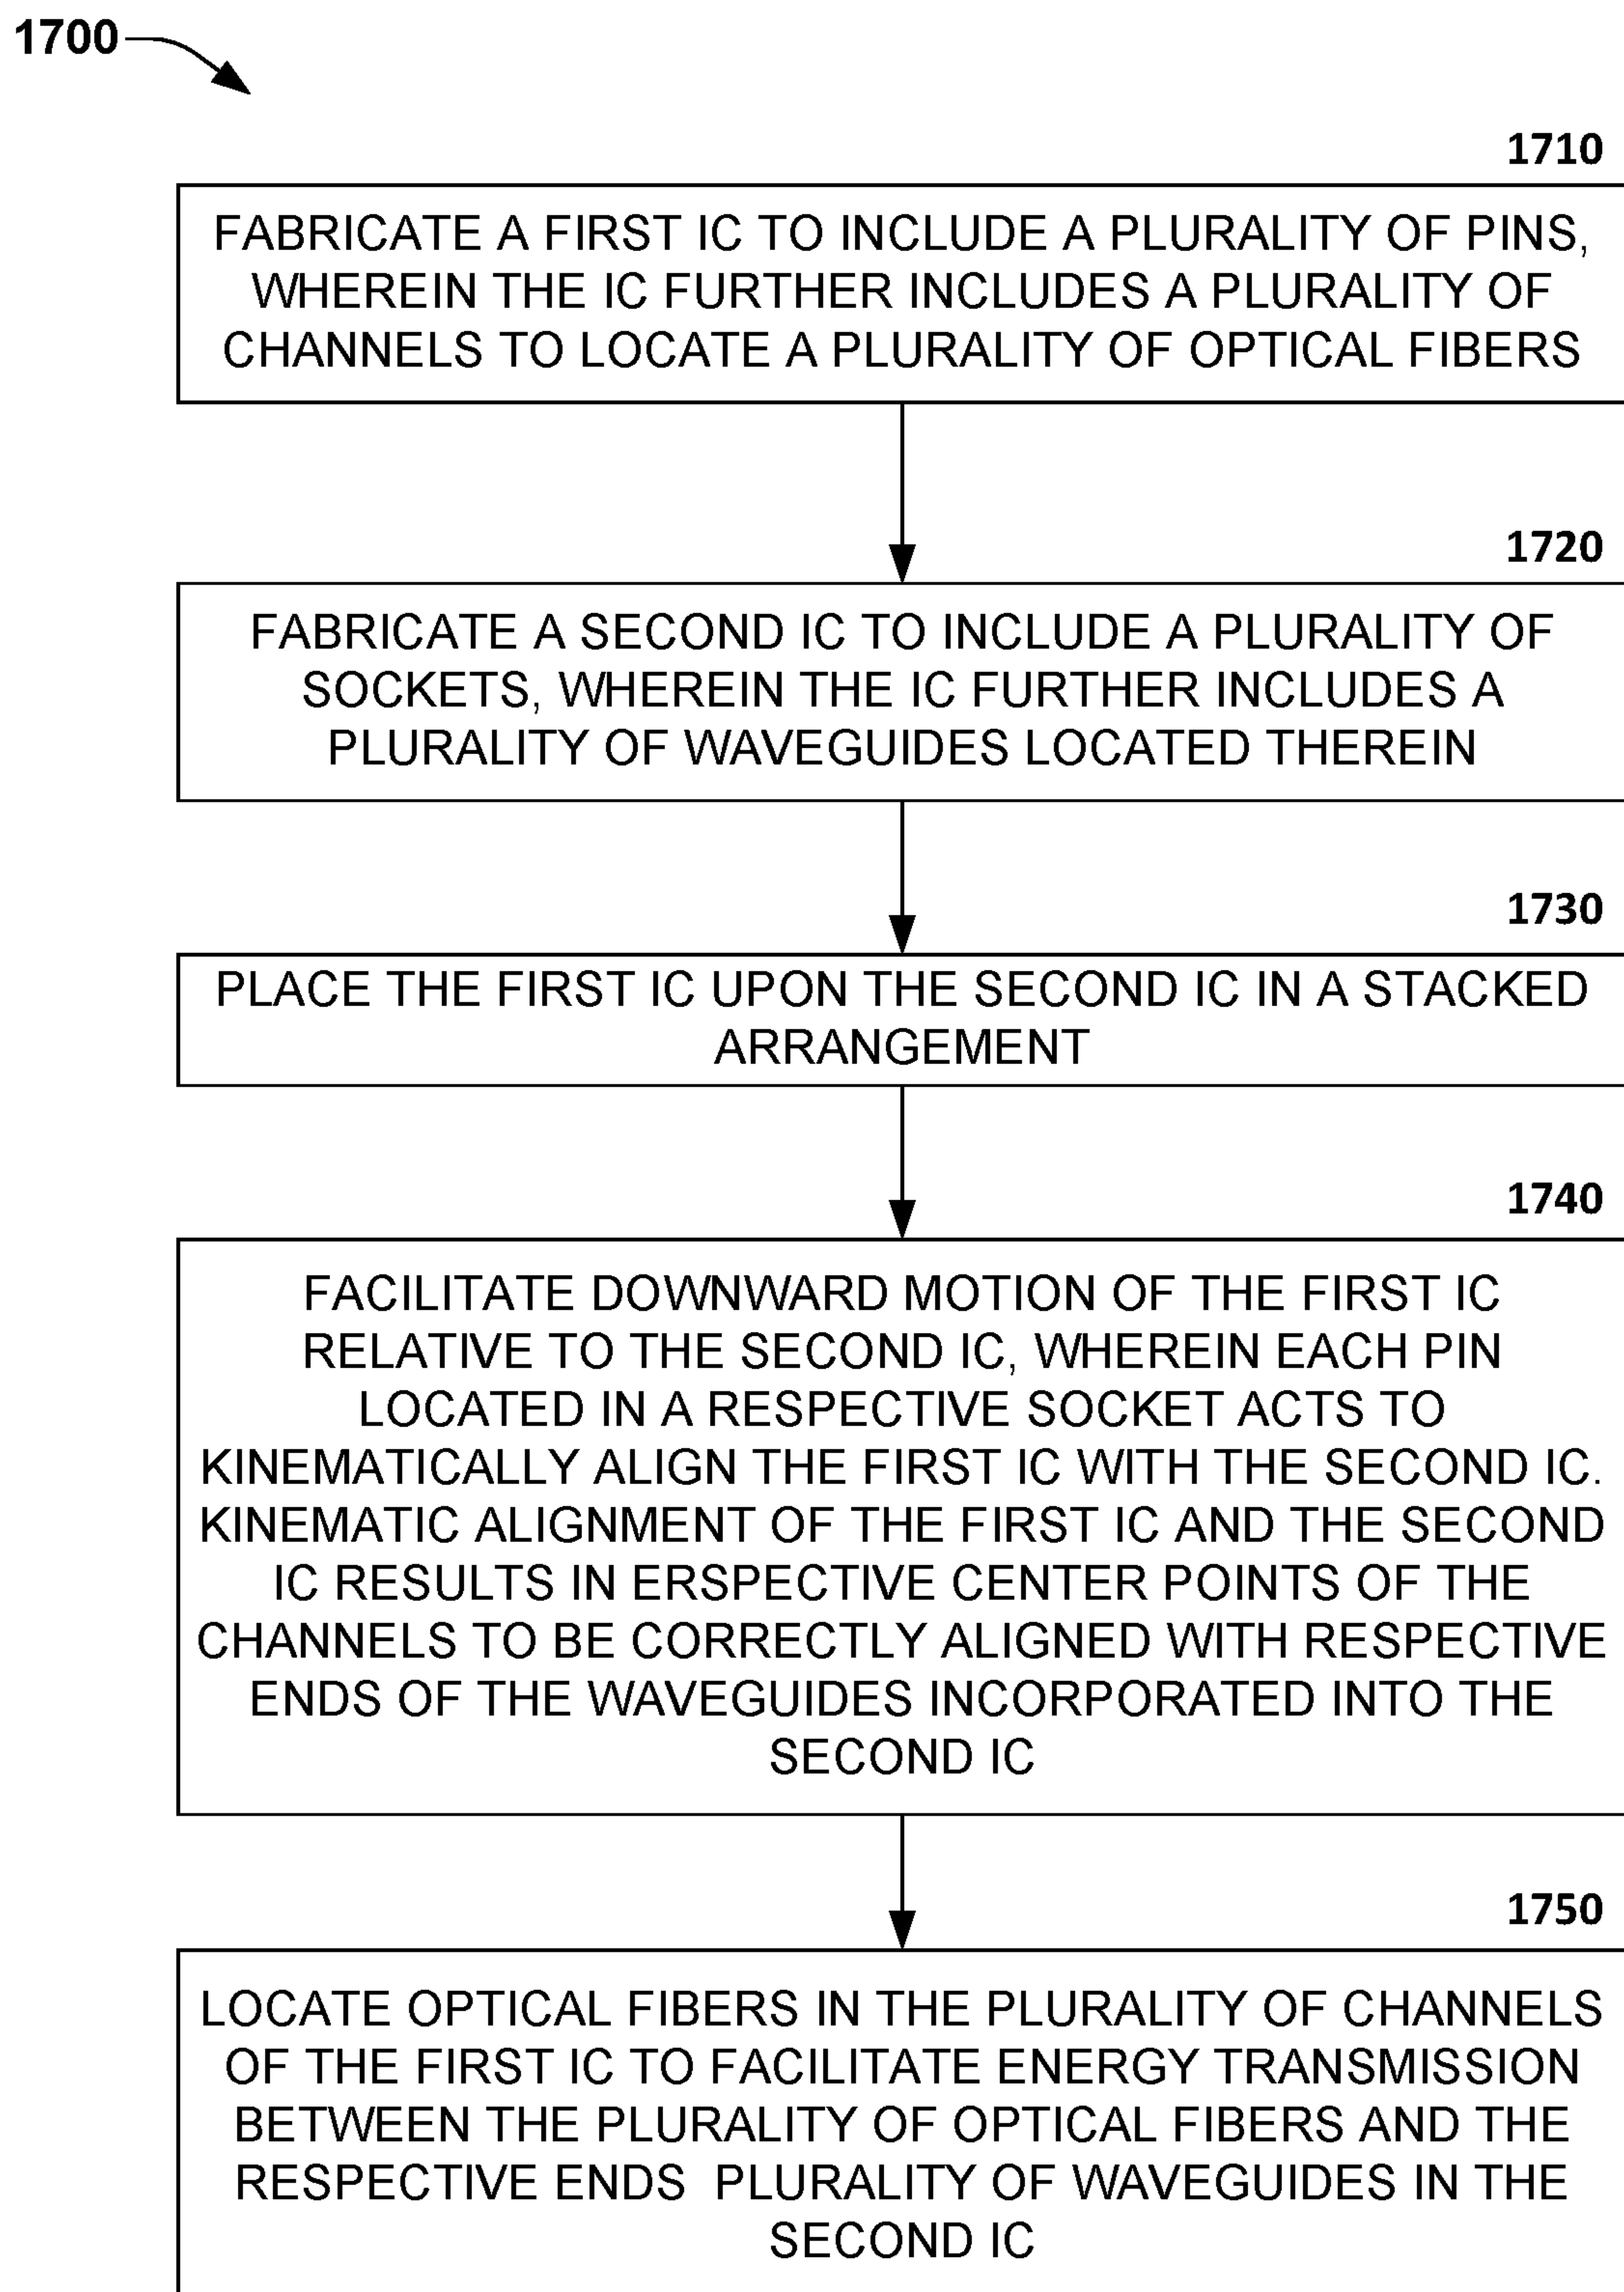 1700
1710
FABRICATE A FIRST IC TO INCLUDE A PLURALITY OF PINS,
WHEREIN THE IC FURTHER INCLUDES A PLURALITY OF
CHANNELS TO LOCATE A PLURALITY OF OPTICAL FIBERS
1720
FABRICATE A SECOND IC TO INCLUDE A PLURALITY OF
SOCKETS, WHEREIN THE IC FURTHER INCLUDES A
PLURALITY OF WAVEGUIDES LOCATED THEREIN
1730
PLACE THE FIRST IC UPON THE SECOND IC IN A STACKED
ARRANGEMENT
1740
FACILITATE DOWNWARD MOTION OF THE FIRST IC
RELATIVE TO THE SECOND IC, WHEREIN EACH PIN
LOCATED IN A RESPECTIVE SOCKET ACTS TO
KINEMATICALLY ALIGN THE FIRST IC WITH THE SECOND IC.
KINEMATIC ALIGNMENT OF THE FIRST IC AND THE SECOND
IC RESULTS IN ERSPECTIVE CENTER POINTS OF THE
CHANNELS TO BE CORRECTLY ALIGNED WITH RESPECTIVE
ENDS OF THE WAVEGUIDES INCORPORATED INTO THE
SECOND IC
1750
LOCATE OPTICAL FIBERS IN THE PLURALITY OF CHANNELS
OF THE FIRST IC TO FACILITATE ENERGY TRANSMISSION
BETWEEN THE PLURALITY OF OPTICAL FIBERS AND THE
RESPECTIVE ENDS  PLURALITY OF WAVEGUIDES IN THE
SECOND IC